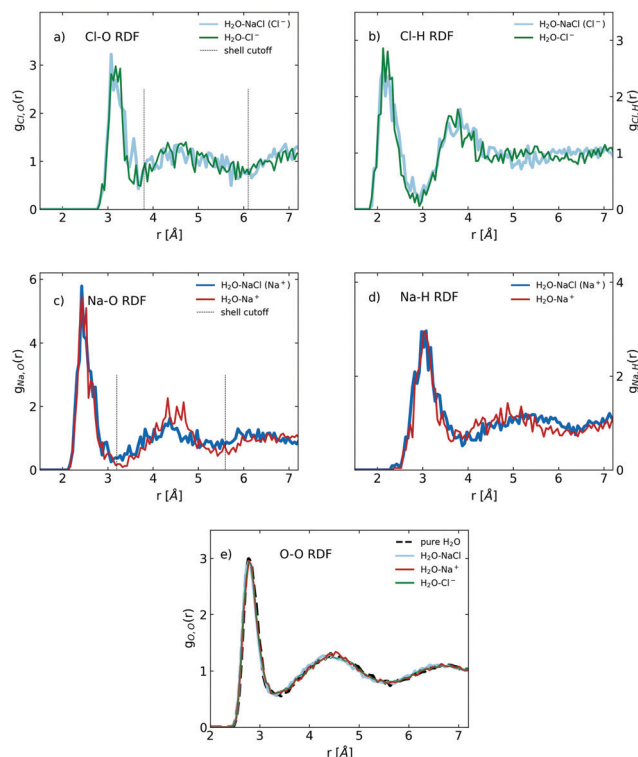 a) Cl-O RDF
H₂O-NaCl (Cl⁻)
H₂O-Cl⁻
shell cutoff
g_Cl,O(r)
3
2
1
0
2 3 4 5 6 7
r [Å]
b) Cl-H RDF
H₂O-NaCl (Cl⁻)
H₂O-Cl⁻
g_Cl,H(r)
3
2
1
0
2 3 4 5 6 7
r [Å]
c) Na-O RDF
H₂O-NaCl (Na⁺)
H₂O-Na⁺
shell cutoff
g_Na,O(r)
6
4
2
0
2 3 4 5 6 7
r [Å]
d) Na-H RDF
H₂O-NaCl (Na⁺)
H₂O-Na⁺
g_Na,H(r)
4
2
0
2 3 4 5 6 7
r [Å]
e) O-O RDF
pure H₂O
H₂O-NaCl
H₂O-Na⁺
H₂O-Cl⁻
g_O,O(r)
3
2
1
0
2 3 4 5 6 7
r [Å]